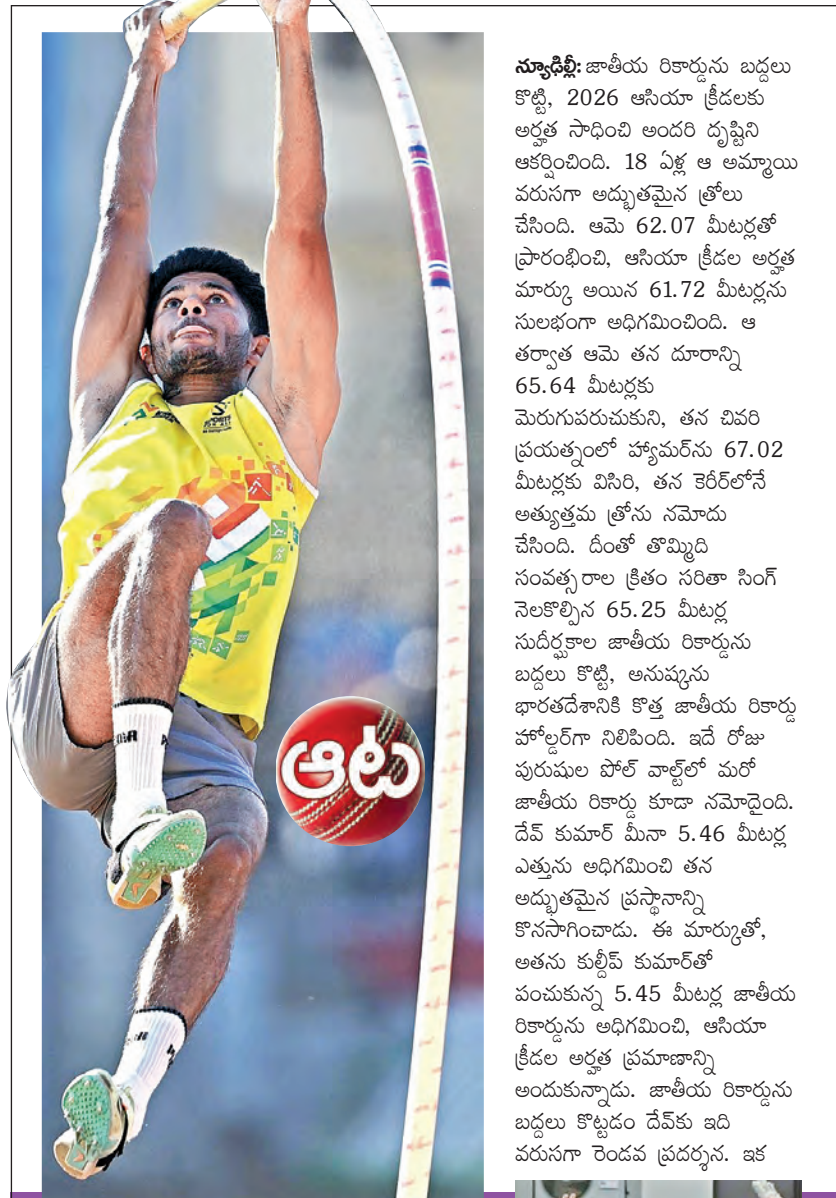 ఆట
న్యూఢిల్లీ: జాతీయ రికార్డును బద్దలు
కొట్టి, 2026 ఆసియా క్రీడలకు
అర్హత సాధించి అందరి దృష్టిని
ఆకర్షించింది. 18 ఏళ్ల ఆ అమ్మాయి
వరుసగా అద్భుతమైన త్రోలు
చేసింది. ఆమె 62.07 మీటర్లతో
ప్రారంభించి, ఆసియా క్రీడల అర్హత
మార్కు అయిన 61.72 మీటర్లను
సులభంగా అధిగమించింది. ఆ
తర్వాత ఆమె తన దూరాన్ని
65.64 మీటర్లకు
మెరుగుపరుచుకుని, తన చివరి
ప్రయత్నంలో హ్యామర్‌ను 67.02
మీటర్లకు విసిరి, తన కెరీర్‌లోనే
అత్యుత్తమ త్రోను నమోదు
చేసింది. దీంతో తొమ్మిది
సంవత్స రాల క్రితం సరితా సింగ్
నెలకొల్పిన 65.25 మీటర్ల
సుదీర్ఘకాల జాతీయ రికార్డును
బద్దలు కొట్టి, అనుష్కను
భారతదేశానికి కొత్త జాతీయ రికార్డు
హోల్డర్‌గా నిలిపింది. ఇదే రోజు
పురుషుల పోల్ వాల్ట్‌లో మరో
జాతీయ రికార్డు కూడా నమోదైంది.
దేవ్ కుమార్ మీనా 5.46 మీటర్ల
ఎత్తును అధిగమించి తన
అద్భుతమైన ప్రస్థానాన్ని
కొనసాగించాడు. ఈ మార్కుతో,
అతను కుల్దీప్ కుమార్‌తో
పంచుకున్న 5.45 మీటర్ల జాతీయ
రికార్డును అధిగమించి, ఆసియా
క్రీడల అర్హత ప్రమాణాన్ని
అందుకున్నాడు. జాతీయ రికార్డును
బద్దలు కొట్టడం దేవ్‌కు ఇది
వరుసగా రెండవ ప్రదర్శన. ఇక